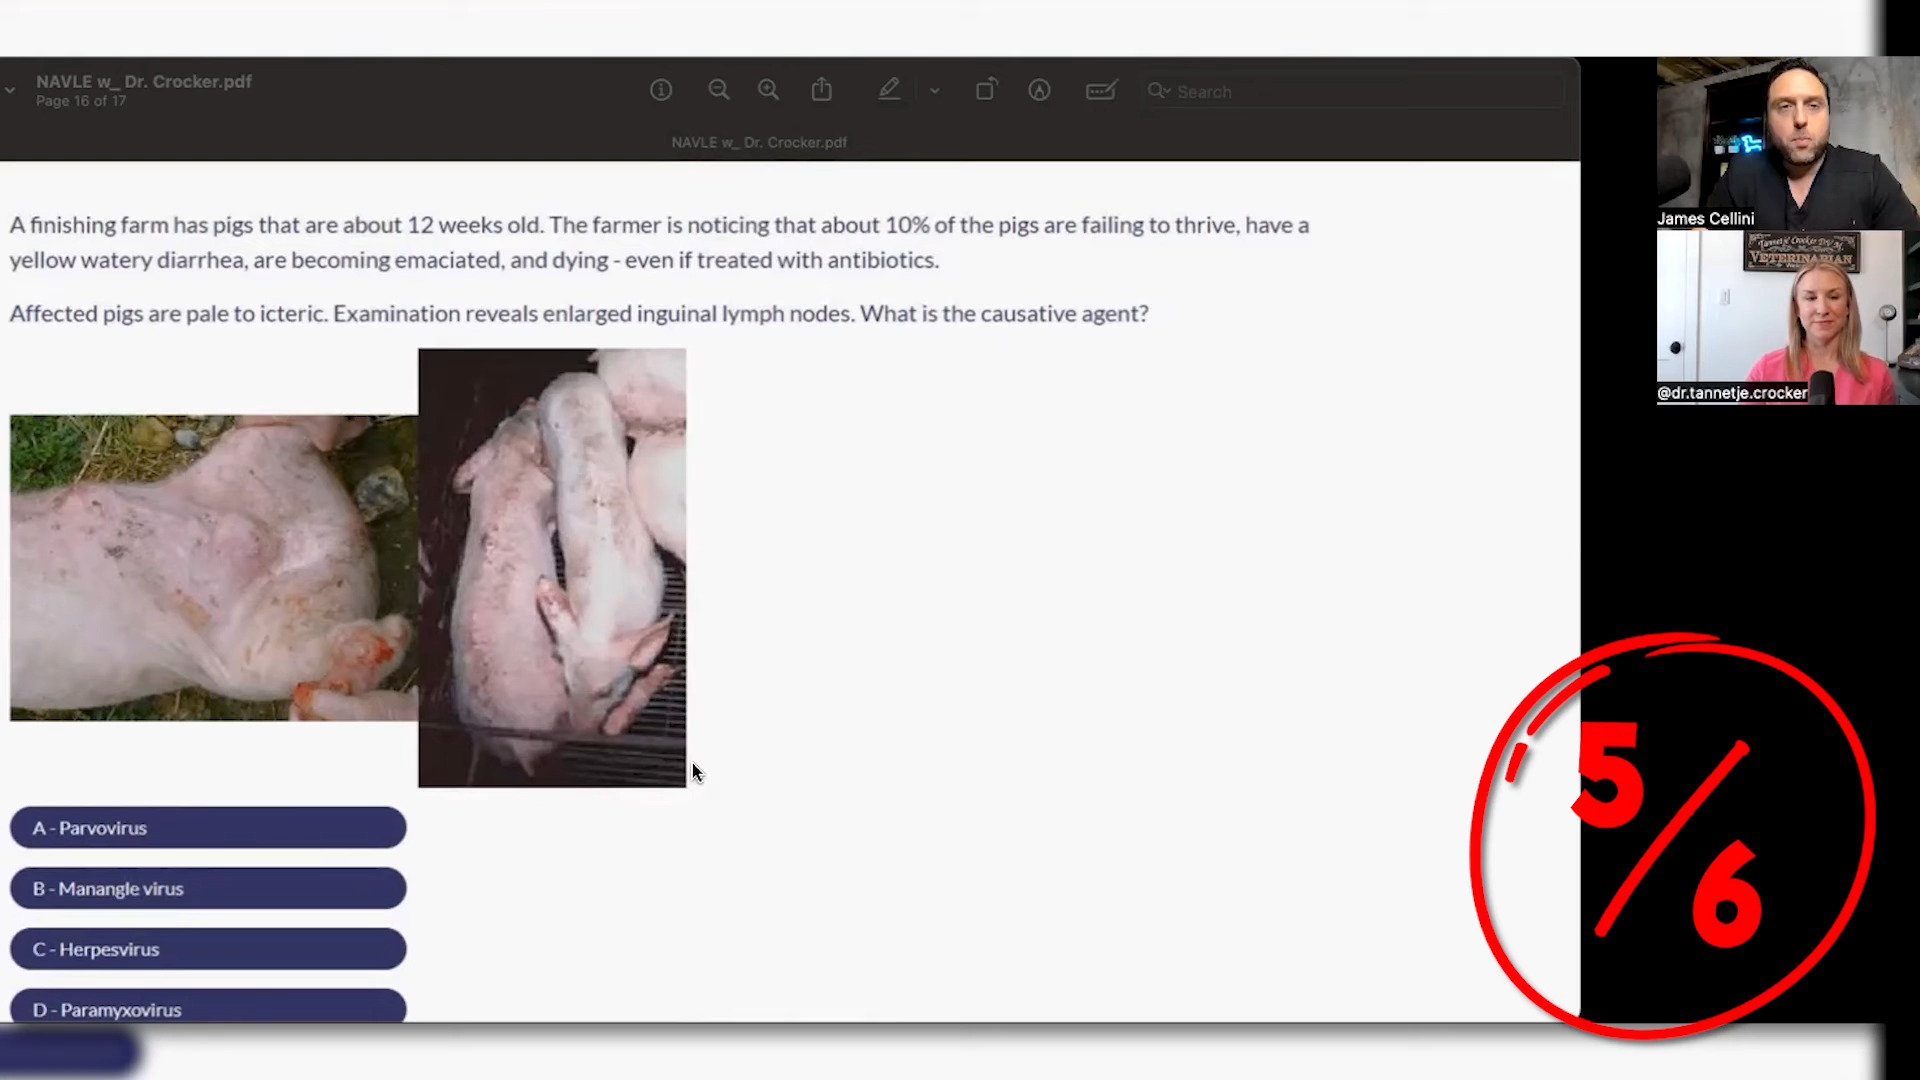 NAVLE w_ Dr. Crocker.pdf
Page 16 of 17
Search
NAVLE w_ Dr. Crocker.pdf
A finishing farm has pigs that are about 12 weeks old. The farmer is noticing that about 10% of the pigs are failing to thrive, have a
yellow watery diarrhea, are becoming emaciated, and dying - even if treated with antibiotics.
Affected pigs are pale to icteric. Examination reveals enlarged inguinal lymph nodes. What is the causative agent?
A - Parvovirus
B - Manangle virus
C - Herpesvirus
D - Paramyxovirus
James Cellini
Tannetje Crocker DVM
VETERINARIAN
@dr.tannetje.crocker
5/6